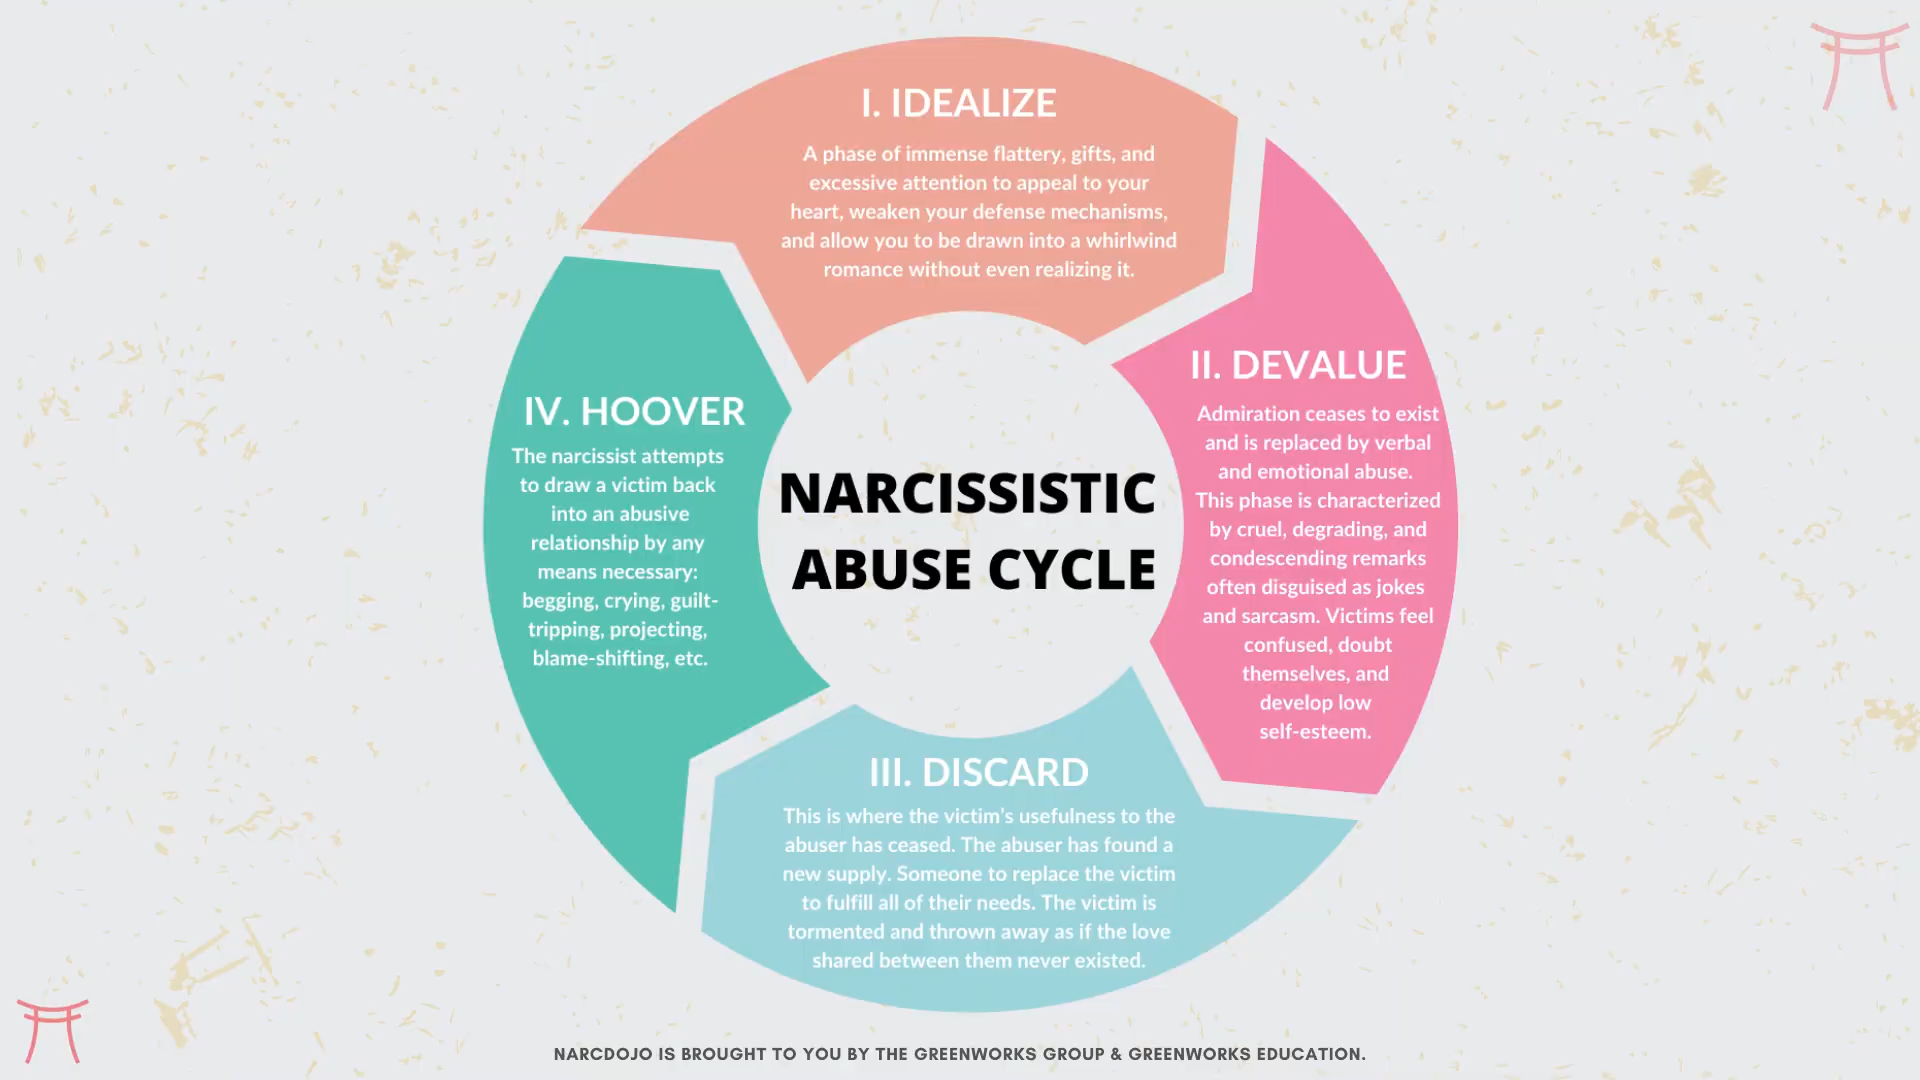 I. IDEALIZE
A phase of immense flattery, gifts, and
excessive attention to appeal to your
heart, weaken your defense mechanisms,
and allow you to be drawn into a whirlwind
romance without even realizing it.
II. DEVALUE
Admiration ceases to exist
and is replaced by verbal
and emotional abuse.
This phase is characterized
by cruel, degrading, and
condescending remarks
often disguised as jokes
and sarcasm. Victims feel
confused, doubt
themselves, and
develop low
self-esteem.
III. DISCARD
This is where the victim's usefulness to the
abuser has ceased. The abuser has found a
new supply. Someone to replace the victim
to fulfill all of their needs. The victim is
tormented and thrown away as if the love
shared between them never existed.
IV. HOOVER
The narcissist attempts
to draw a victim back
into an abusive
relationship by any
means necessary:
begging, crying, guilt-
tripping, projecting,
blame-shifting, etc.
NARCISSISTIC
ABUSE CYCLE
NARCDOJO IS BROUGHT TO YOU BY THE GREENWORKS GROUP & GREENWORKS EDUCATION.